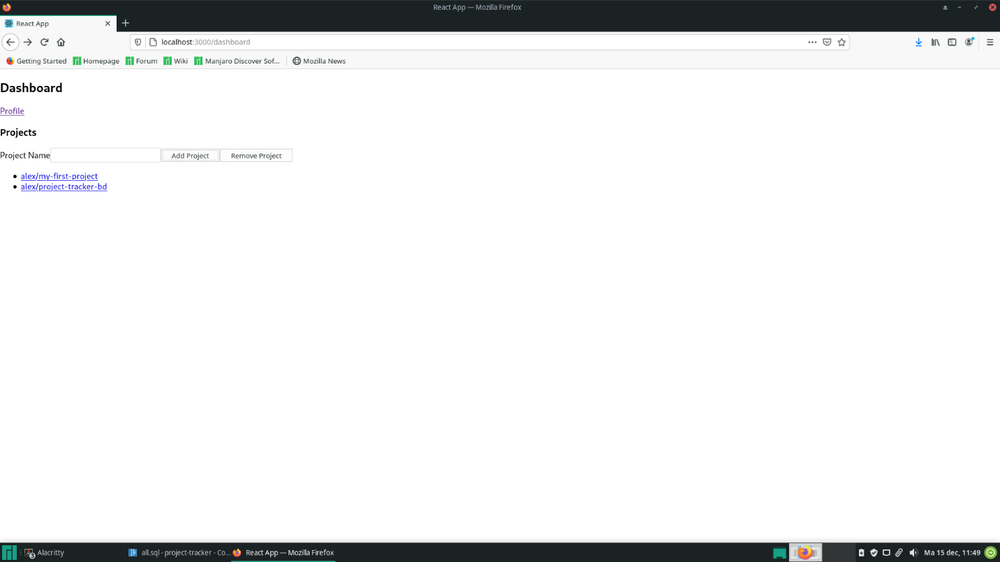 React App — Mozilla Firefox
React App
localhost:3000/dashboard
Getting Started Homepage Forum Wiki Manjaro Discover Sof... Mozilla News
Dashboard
Profile
Projects
Project Name Add Project Remove Project
alex/my-first-project
alex/project-tracker-bd
3 Alacritty all.sql - project-tracker - Co... React App — Mozilla Firefox Ma 15 dec, 11:49